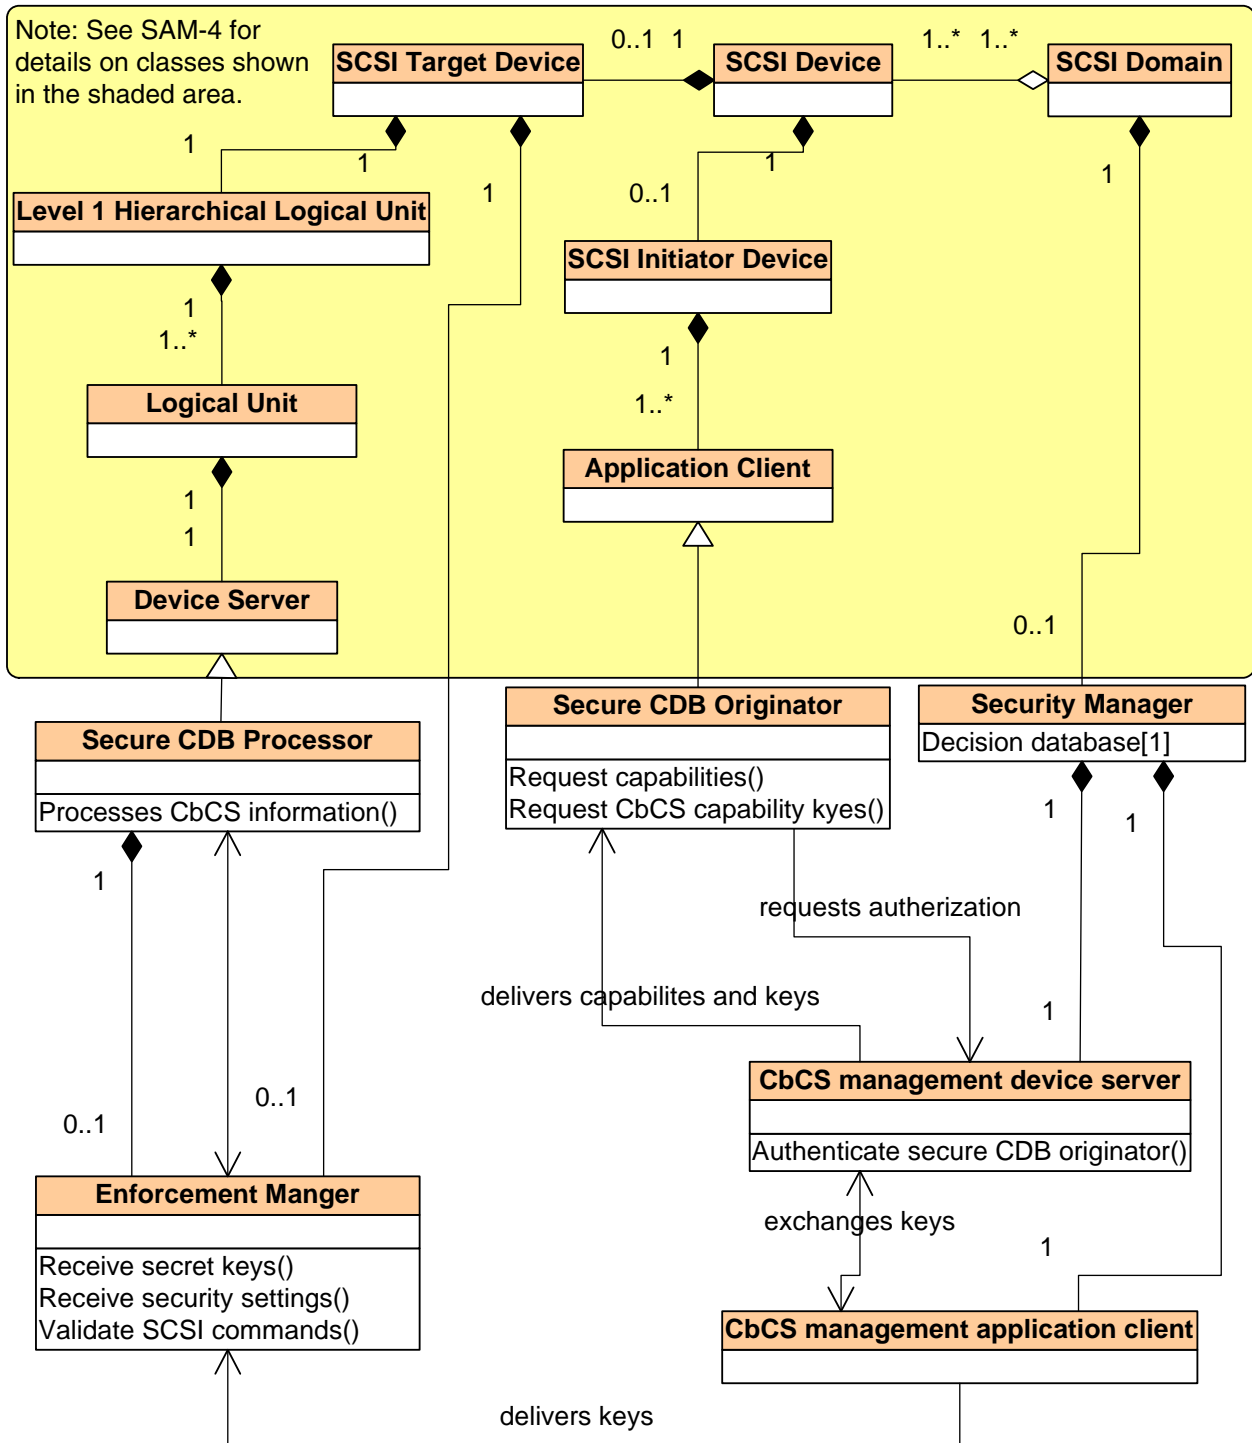 Note: See SAM-4 for
details on classes shown
in the shaded area.
SCSI Target Device
0..1 1
SCSI Device
1..* 1..*
SCSI Domain
1
1
1
1
1
Level 1 Hierarchical Logical Unit
0..1
SCSI Initiator Device
1
1..*
1
1..*
Logical Unit
Application Client
1
1
Device Server
0..1
Secure CDB Processor
Processes CbCS information()
Secure CDB Originator
Request capabilities()
Request CbCS capability kyes()
Security Manager
Decision database[1]
1
1
1
requests autherization
delivers capabilites and keys
1
CbCS management device server
Authenticate secure CDB originator()
0..1
0..1
Enforcement Manger
Receive secret keys()
Receive security settings()
Validate SCSI commands()
exchanges keys
1
CbCS management application client
delivers keys